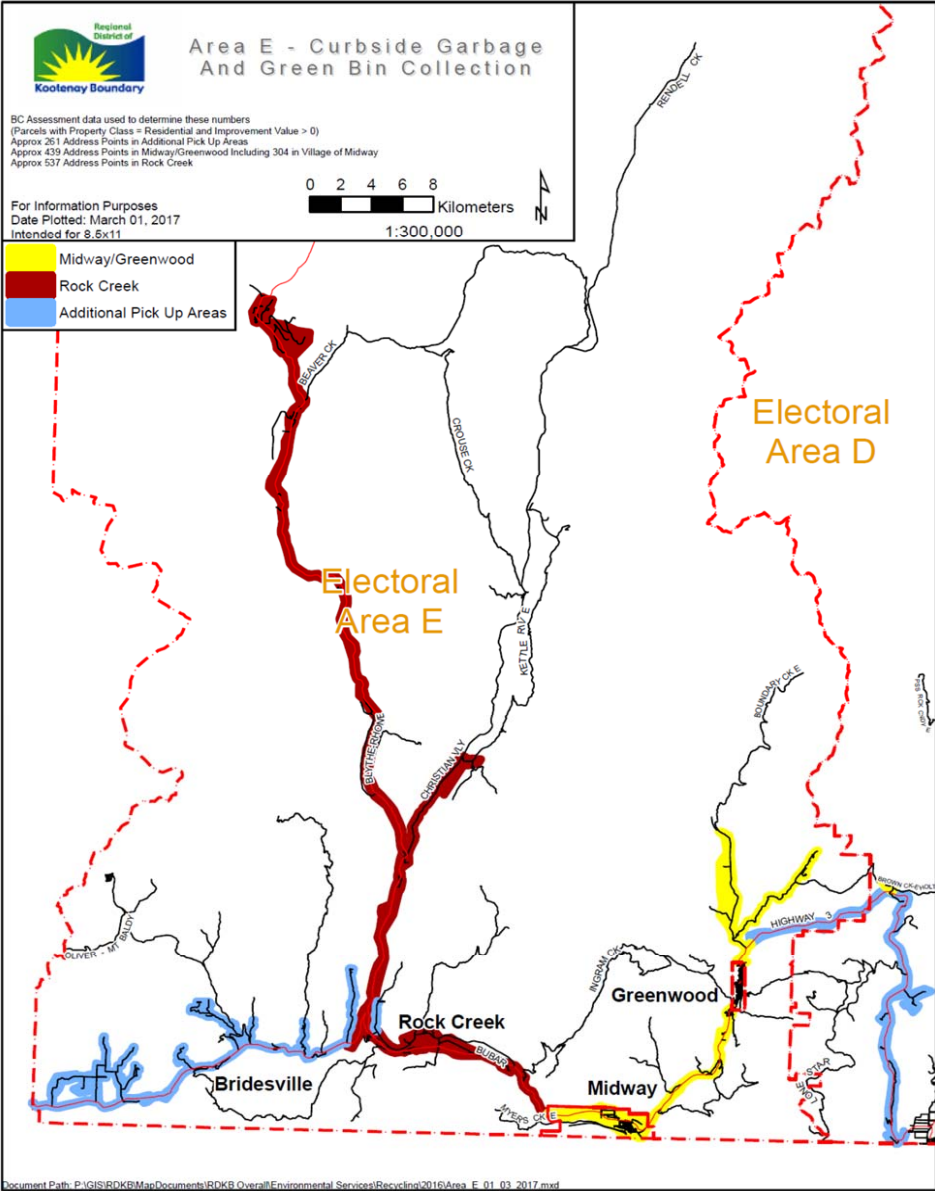 Regional
District of
Kootenay Boundary
Area E - Curbside Garbage
And Green Bin Collection
BC Assessment data used to determine these numbers
(Parcels with Property Class = Residential and Improvement Value > 0)
Approx 261 Address Points in Additional Pick Up Areas
Approx 439 Address Points in Midway/Greenwood Including 304 in Village of Midway
Approx 537 Address Points in Rock Creek
0 2 4 6 8
Kilometers
N
1:300,000
For Information Purposes
Date Plotted: March 01, 2017
Intended for 8.5x11
Midway/Greenwood
Rock Creek
Additional Pick Up Areas
RENDELL CK
BEAVER CK
CROUSE CK
Electoral
Area D
Electoral
Area E
KETTLE RIV E
BOUNDARY CK E
BLYTHE-RHONE
CHRISTIAN VLY
BROWN CK-EHOLT
HIGHWAY 3
OLIVER - MT BALDY
INGRAM CK
Greenwood
Rock Creek
BUBAR
Bridesville
Midway
MYERS CK E
LONE STAR
Document Path: P:\GIS\RDKB\MapDocuments\RDKB Overall\Environmental Services\Recycling\2016\Area_E_01_03_2017.mxd